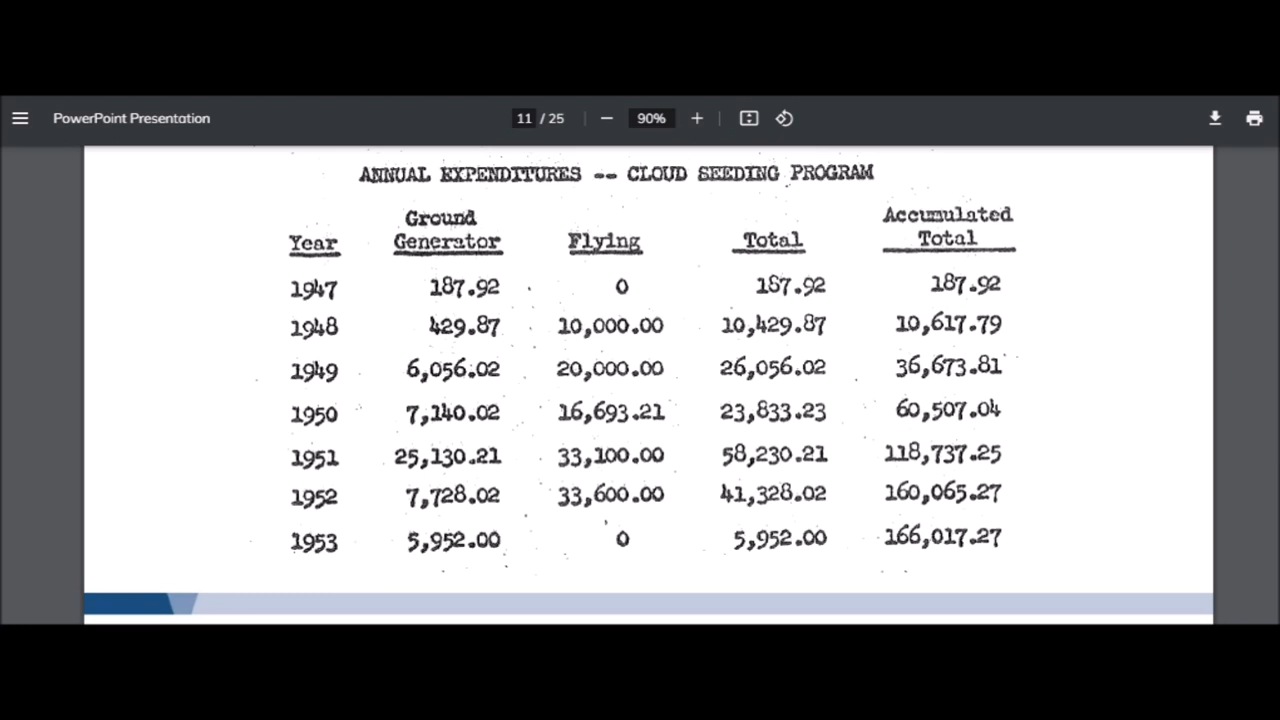 PowerPoint Presentation 11 / 25 90%
ANNUAL EXPENDITURES -- CLOUD SEEDING PROGRAM
Ground Accumulated
Year Generator Flying Total Total
1947 187.92 0 187.92 187.92
1948 429.87 10,000.00 10,429.87 10,617.79
1949 6,056.02 20,000.00 26,056.02 36,673.81
1950 7,140.02 16,693.21 23,833.23 60,507.04
1951 25,130.21 33,100.00 58,230.21 118,737.25
1952 7,728.02 33,600.00 41,328.02 160,065.27
1953 5,952.00 0 5,952.00 166,017.27